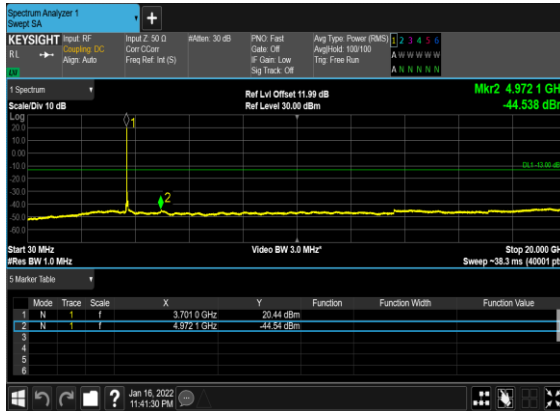 Spectrum Analyzer 1
Swept SA
+
KEYSIGHT Input: RF Input Z: 50 Ω #Atten: 30 dB PNO: Fast Avg Type: Power (RMS) 1 2 3 4 5 6
RL Coupling: DC Corr CCorr Gate: Off Avg|Hold: 100/100 A W W W W W
Align: Auto Freq Ref: Int (S) IF Gain: Low Trig: Free Run
Sig Track: Off A N N N N N
1 Spectrum
Scale/Div 10 dB
Ref Lvl Offset 11.99 dB
Ref Level 30.00 dBm
Mkr2 4.972 1 GH
-44.538 dBr
Log
20.0
10.0
0.00
-10.0
-20.0
-30.0
-40.0
-50.0
-60.0
1
2
DL1 -13.00 dB
Start 30 MHz
#Res BW 1.0 MHz
Video BW 3.0 MHz*
Stop 20.000 GH
Sweep ~38.3 ms (40001 pt
5 Marker Table
Mode Trace Scale X Y Function Function Width Function Value
1 N 1 f 3.701 0 GHz 20.44 dBm
2 N 1 f 4.972 1 GHz -44.54 dBm
3
4
5
6
?
Jan 16, 2022
11:41:30 PM